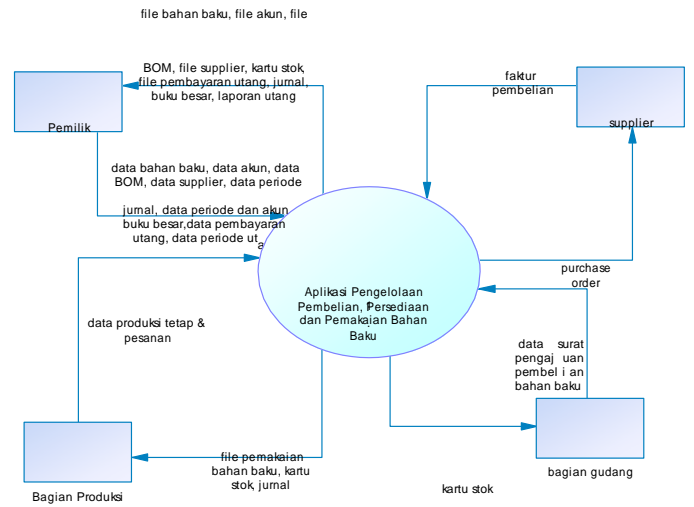 file bahan baku, file akun, file
BOM, file supplier, kartu stok,
file pembayaran utang, jurnal,
buku besar, laporan utang
Pemilik
data bahan baku, data akun, data
BOM, data supplier, data periode
jurnal, data periode dan akun
buku besar,data pembayaran
utang, data periode ut
a
faktur
pembelian
supplier
purchase
order
Aplikasi Pengelolaan
Pembelian, Persediaan
dan Pemakaian Bahan
Baku
data produksi tetap &
pesanan
data surat
pengaj uan
pembel i an
bahan baku
file pemakaian
bahan baku, kartu
stok, jurnal
Bagian Produksi
bagian gudang
kartu stok